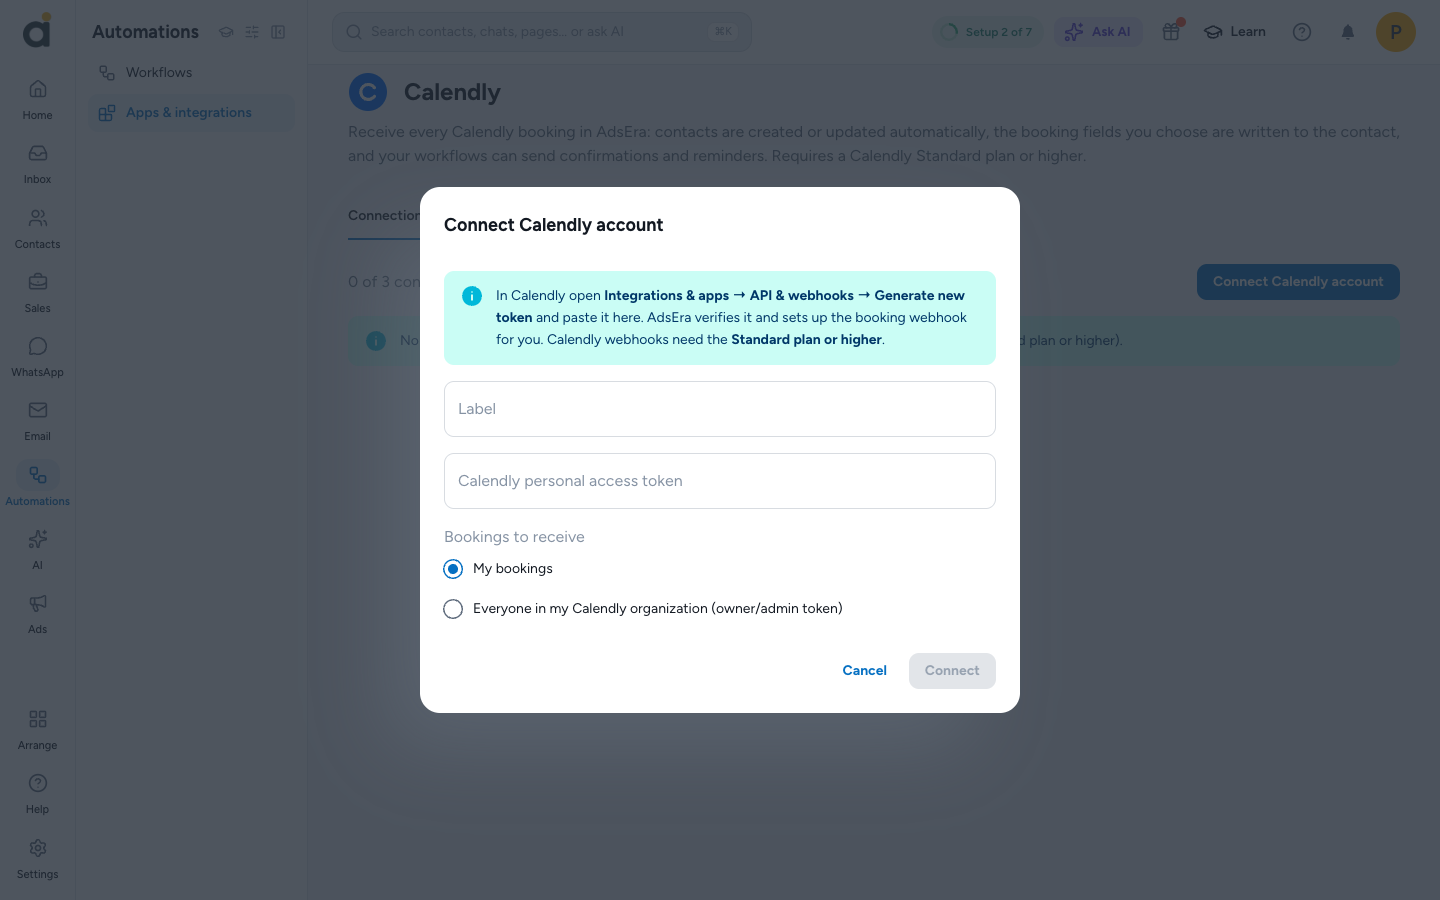 Automations
Search contacts, chats, pages... or ask AI
⌘K
Setup 2 of 7
Ask AI
Learn
P
Home
Inbox
Contacts
Sales
WhatsApp
Email
Automations
AI
Ads
Arrange
Help
Settings
Workflows
Apps & integrations
C
Calendly
Receive every Calendly booking in AdsEra: contacts are created or updated automatically, the booking fields you choose are written to the contact,
and your workflows can send confirmations and reminders. Requires a Calendly Standard plan or higher.
Connection
0 of 3 con
Connect Calendly account
No
d plan or higher).
Connect Calendly account
In Calendly open Integrations & apps → API & webhooks → Generate new
token and paste it here. AdsEra verifies it and sets up the booking webhook
for you. Calendly webhooks need the Standard plan or higher.
Label
Calendly personal access token
Bookings to receive
My bookings
Everyone in my Calendly organization (owner/admin token)
Cancel
Connect